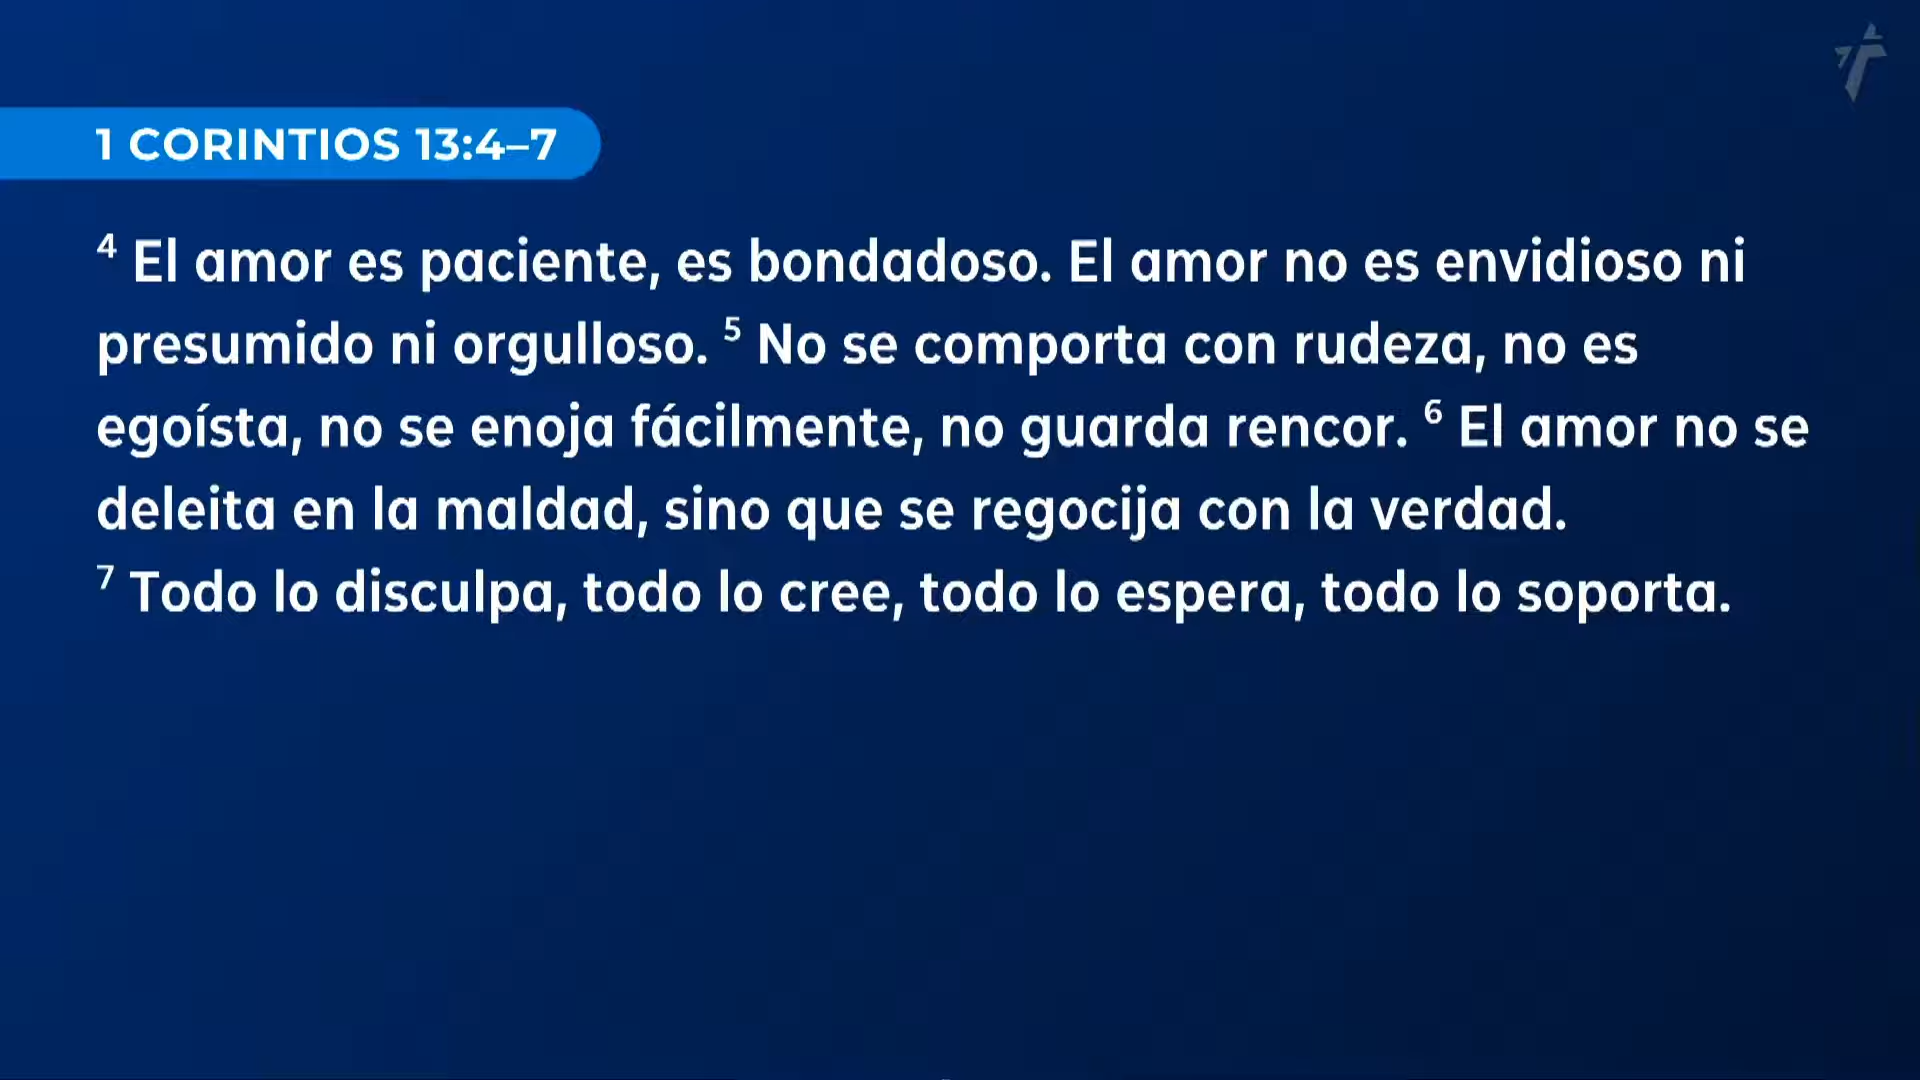 1 CORINTIOS 13:4–7
⁴ El amor es paciente, es bondadoso. El amor no es envidioso ni
presumido ni orgulloso. ⁵ No se comporta con rudeza, no es
egoísta, no se enoja fácilmente, no guarda rencor. ⁶ El amor no se
deleita en la maldad, sino que se regocija con la verdad.
⁷ Todo lo disculpa, todo lo cree, todo lo espera, todo lo soporta.